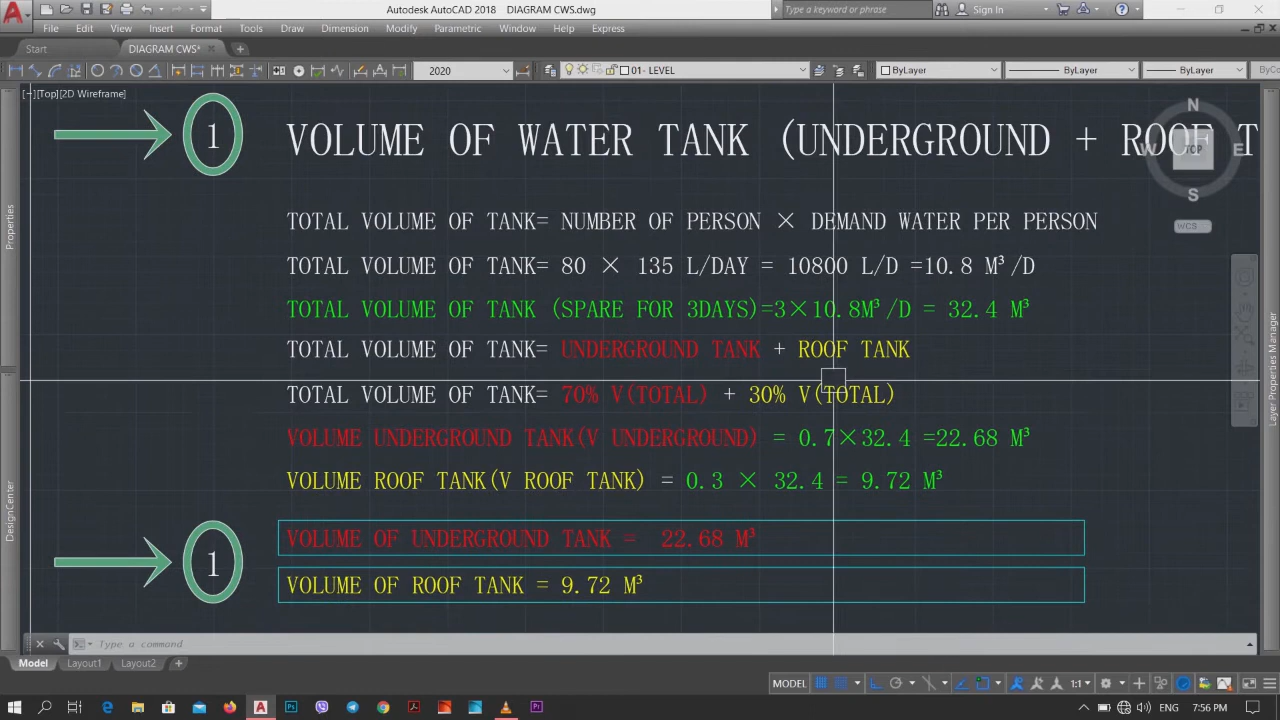 Autodesk AutoCAD 2018 DIAGRAM CWS.dwg
Type a keyword or phrase
Sign In
File Edit View Insert Format Tools Draw Dimension Modify Parametric Window Help Express
Start DIAGRAM CWS*
2020 01- LEVEL ByLayer ByLayer ByLayer ByCo
[−][Top][2D Wireframe]
N
W TOP E
S
WCS
1 VOLUME OF WATER TANK (UNDERGROUND + ROOF T
TOTAL VOLUME OF TANK= NUMBER OF PERSON × DEMAND WATER PER PERSON
TOTAL VOLUME OF TANK= 80 × 135 L/DAY = 10800 L/D =10.8 M³/D
TOTAL VOLUME OF TANK (SPARE FOR 3DAYS)=3×10.8M³/D = 32.4 M³
TOTAL VOLUME OF TANK= UNDERGROUND TANK + ROOF TANK
TOTAL VOLUME OF TANK= 70% V(TOTAL) + 30% V(TOTAL)
VOLUME UNDERGROUND TANK(V UNDERGROUND) = 0.7×32.4 =22.68 M³
VOLUME ROOF TANK(V ROOF TANK) = 0.3 × 32.4 = 9.72 M³
1
VOLUME OF UNDERGROUND TANK = 22.68 M³
VOLUME OF ROOF TANK = 9.72 M³
Properties
DesignCenter
Layer Properties Manager
Type a command
Model Layout1 Layout2
MODEL 1:1
ENG 7:56 PM